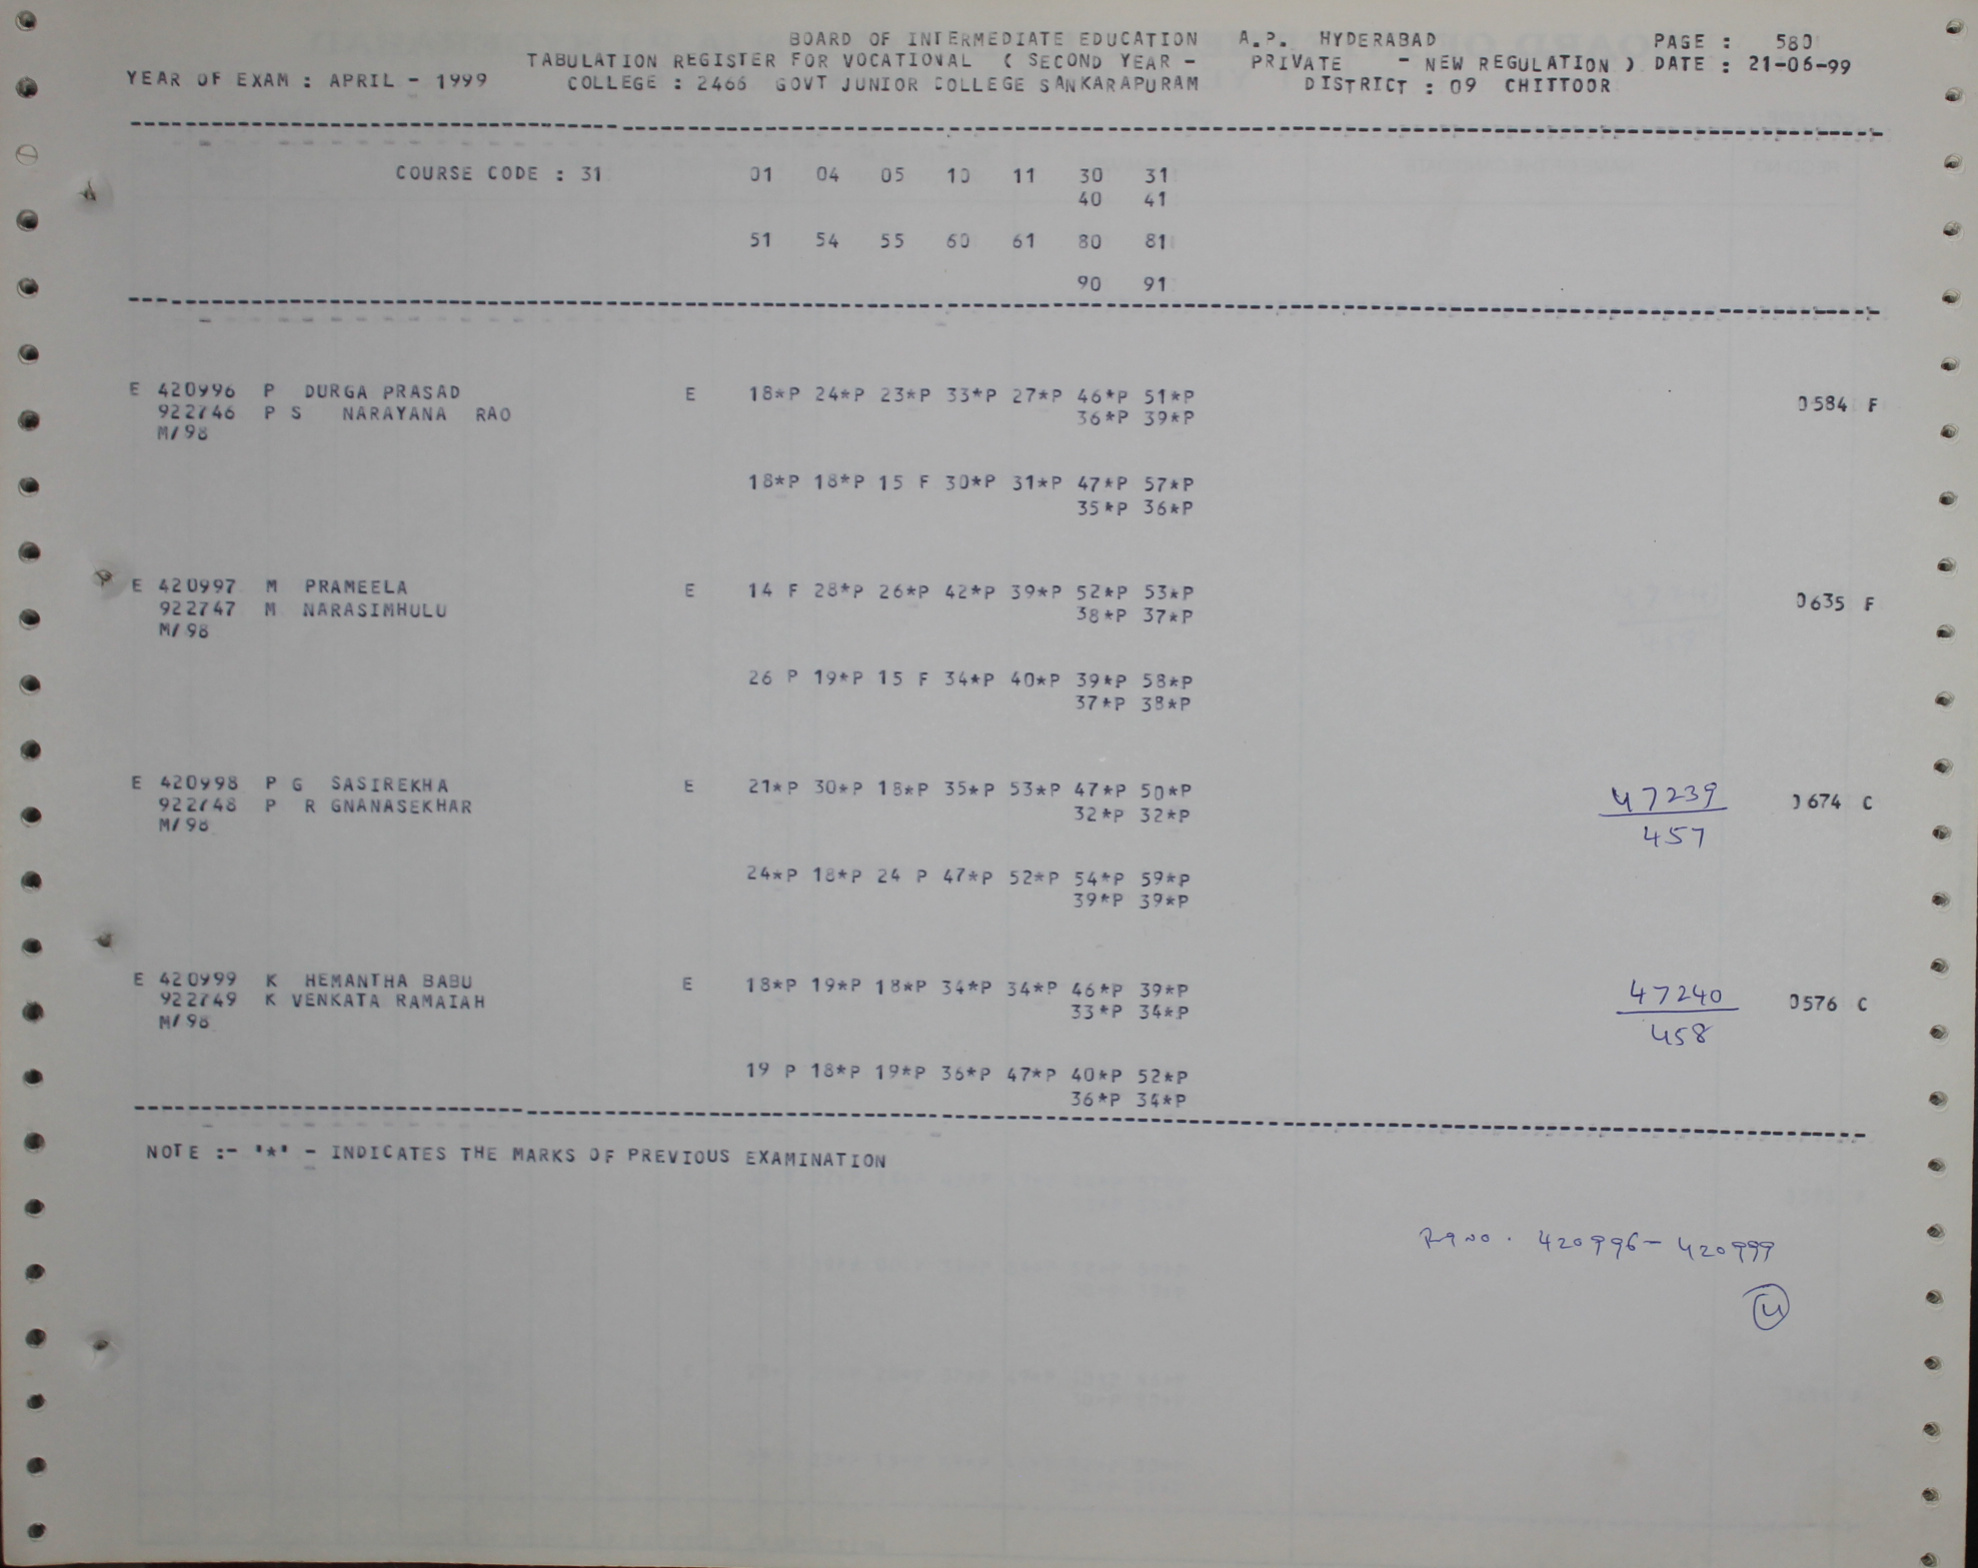 BOARD OF INTERMEDIATE EDUCATION A.P. HYDERABAD PAGE : 580
TABULATION REGISTER FOR VOCATIONAL ( SECOND YEAR - PRIVATE - NEW REGULATION ) DATE : 21-06-99
YEAR OF EXAM : APRIL - 1999 COLLEGE : 2466 GOVT JUNIOR COLLEGE SANKARAPURAM DISTRICT : 09 CHITTOOR
COURSE CODE : 31 01 04 05 10 11 30 31
40 41
51 54 55 60 61 80 81
90 91
E 420996 P DURGA PRASAD E 18*P 24*P 23*P 33*P 27*P 46*P 51*P 0584 F
922746 P S NARAYANA RAO 36*P 39*P
M/98
18*P 18*P 15 F 30*P 31*P 47*P 57*P
35*P 36*P
E 420997 M PRAMEELA E 14 F 28*P 26*P 42*P 39*P 52*P 53*P 0635 F
922747 M NARASIMHULU 38*P 37*P
M/98
26 P 19*P 15 F 34*P 40*P 39*P 58*P
37*P 38*P
E 420998 P G SASIREKHA E 21*P 30*P 18*P 35*P 53*P 47*P 50*P 47239 0674 C
922748 P R GNANASEKHAR 32*P 32*P 457
M/98
24*P 18*P 24 P 47*P 52*P 54*P 59*P
39*P 39*P
E 420999 K HEMANTHA BABU E 18*P 19*P 18*P 34*P 34*P 46*P 39*P 47240 0576 C
922749 K VENKATA RAMAIAH 33*P 34*P 458
M/98
19 P 18*P 19*P 36*P 47*P 40*P 52*P
36*P 34*P
NOTE :- '*' - INDICATES THE MARKS OF PREVIOUS EXAMINATION
420996 - 420999
4